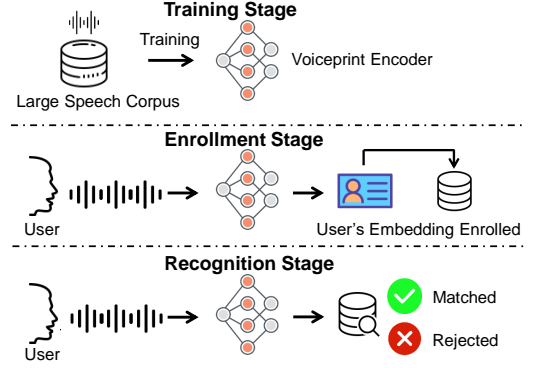 Training Stage
Training
Voiceprint Encoder
Large Speech Corpus
Enrollment Stage
User
User's Embedding Enrolled
Recognition Stage
Matched
Rejected
User